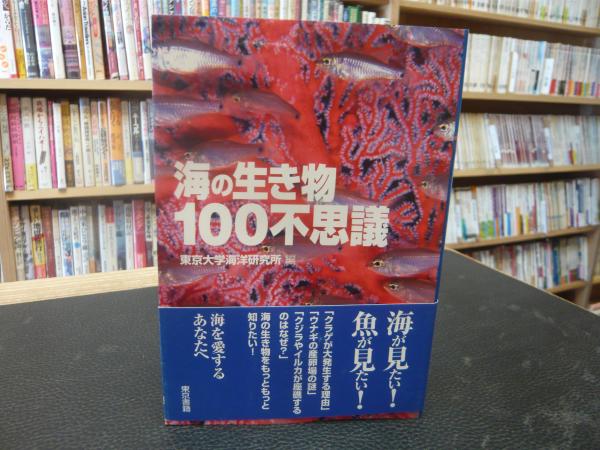 海の生き物
100不思議
東京大学海洋研究所 編
海が見たい!
魚が見たい!
「クラゲが大発生する理由」
「ウナギの産卵場の謎」
「クジラやイルカが座礁する
のはなぜ?」
海の生き物をもっともっと
知りたい!
海を愛する
あなたへ
東京書籍